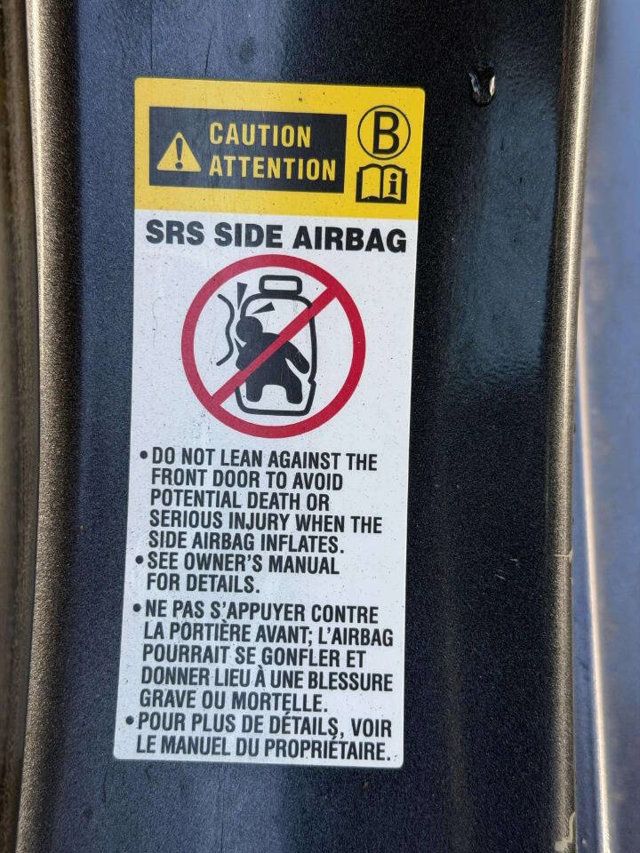 CAUTION
ATTENTION
B
i
SRS SIDE AIRBAG
• DO NOT LEAN AGAINST THE
FRONT DOOR TO AVOID
POTENTIAL DEATH OR
SERIOUS INJURY WHEN THE
SIDE AIRBAG INFLATES.
• SEE OWNER'S MANUAL
FOR DETAILS.
• NE PAS S'APPUYER CONTRE
LA PORTIÈRE AVANT; L'AIRBAG
POURRAIT SE GONFLER ET
DONNER LIEU À UNE BLESSURE
GRAVE OU MORTELLE.
• POUR PLUS DE DÉTAILS, VOIR
LE MANUEL DU PROPRIÉTAIRE.